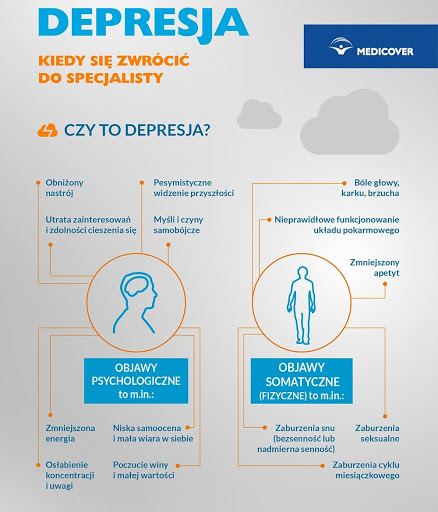 DEPRESJA
KIEDY SIĘ ZWRÓCIĆ
DO SPECJALISTY
MEDICOVER
CZY TO DEPRESJA?
Obniżony
nastrój
Pesymistyczne
widzenie przyszłości
Utrata zainteresowań
i zdolności cieszenia się
Myśli i czyny
samobójcze
Bóle głowy,
karku, brzucha
Nieprawidłowe funkcjonowanie
układu pokarmowego
Zmniejszony
apetyt
OBJAWY
PSYCHOLOGICZNE
to m.in.:
OBJAWY
SOMATYCZNE
(FIZYCZNE) to m.in.:
Zmniejszona
energia
Niska samoocena
i mała wiara w siebie
Osłabienie
koncentracji
i uwagi
Poczucie winy
i małej wartości
Zaburzenia snu
(bezsenność lub
nadmierna senność)
Zaburzenia
seksualne
Zaburzenia cyklu
miesiączkowego